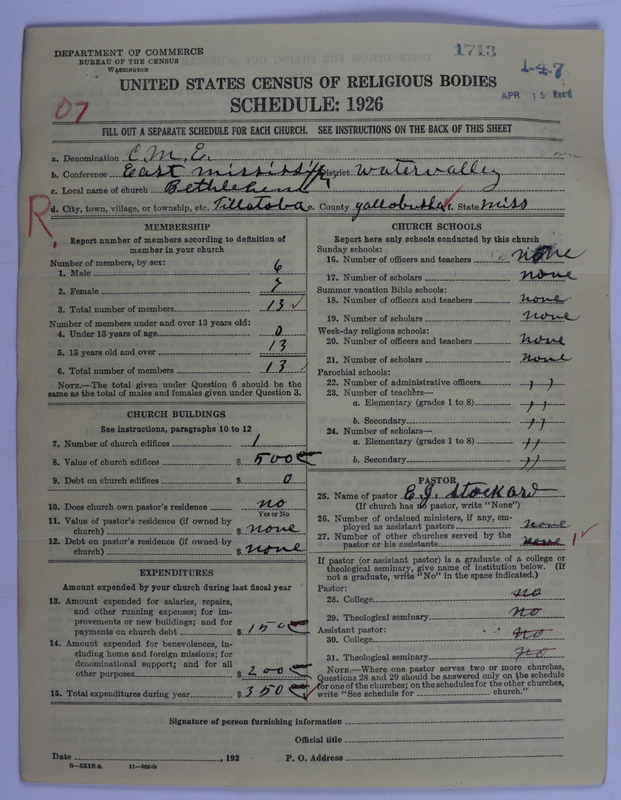 DEPARTMENT OF COMMERCE
BUREAU OF THE CENSUS
WASHINGTON
1713
1-47
APR 15 Rec'd
UNITED STATES CENSUS OF RELIGIOUS BODIES
SCHEDULE: 1926
07
FILL OUT A SEPARATE SCHEDULE FOR EACH CHURCH. SEE INSTRUCTIONS ON THE BACK OF THIS SHEET
a. Denomination C.M.E.
b. Conference East mississippi District watervalley
c. Local name of church Bethlehem
d. City, town, village, or township, etc. Tillatoba e. County yallobusha f. State miss
R.
MEMBERSHIP
Report number of members according to definition of
member in your church
Number of members, by sex:
1. Male 6
2. Female 7
3. Total number of members 13 ✓
Number of members under and over 13 years old:
4. Under 13 years of age 0
5. 13 years old and over 13
6. Total number of members 13
NOTE.—The total given under Question 6 should be the
same as the total of males and females given under Question 3.
CHURCH BUILDINGS
See instructions, paragraphs 10 to 12
7. Number of church edifices 1
8. Value of church edifices $ 500
9. Debt on church edifices $ 0
10. Does church own pastor's residence no
Yes or No
11. Value of pastor's residence (if owned by
church) $ none
12. Debt on pastor's residence (if owned by
church) $ none
EXPENDITURES
Amount expended by your church during last fiscal year
13. Amount expended for salaries, repairs,
and other running expenses; for im-
provements or new buildings; and for
payments on church debt $ 150
14. Amount expended for benevolences, in-
cluding home and foreign missions; for
denominational support; and for all
other purposes $ 200
15. Total expenditures during year $ 350 ✓
CHURCH SCHOOLS
Report here only schools conducted by this church
Sunday schools:
16. Number of officers and teachers none
17. Number of scholars none
Summer vacation Bible schools:
18. Number of officers and teachers none
19. Number of scholars none
Week-day religious schools:
20. Number of officers and teachers none
21. Number of scholars none
Parochial schools:
22. Number of administrative officers ,,
23. Number of teachers—
a. Elementary (grades 1 to 8) ,,
b. Secondary ,,
24. Number of scholars—
a. Elementary (grades 1 to 8) ,,
b. Secondary ,,
PASTOR
25. Name of pastor E.J. Stockard
(If church has no pastor, write "None")
26. Number of ordained ministers, if any, em-
ployed as assistant pastors none
27. Number of other churches served by the
pastor or his assistants none 1 ✓
If pastor (or assistant pastor) is a graduate of a college or
theological seminary, give name of institution below. (If
not a graduate, write "No" in the space indicated.)
Pastor:
28. College no
29. Theological seminary no
Assistant pastor:
30. College no
31. Theological seminary no
NOTE.—Where one pastor serves two or more churches,
Questions 28 and 29 should be answered only on the schedule
for one of the churches; on the schedules for the other churches,
write "See schedule for church."
Signature of person furnishing information
Official title
Date , 192 P. O. Address